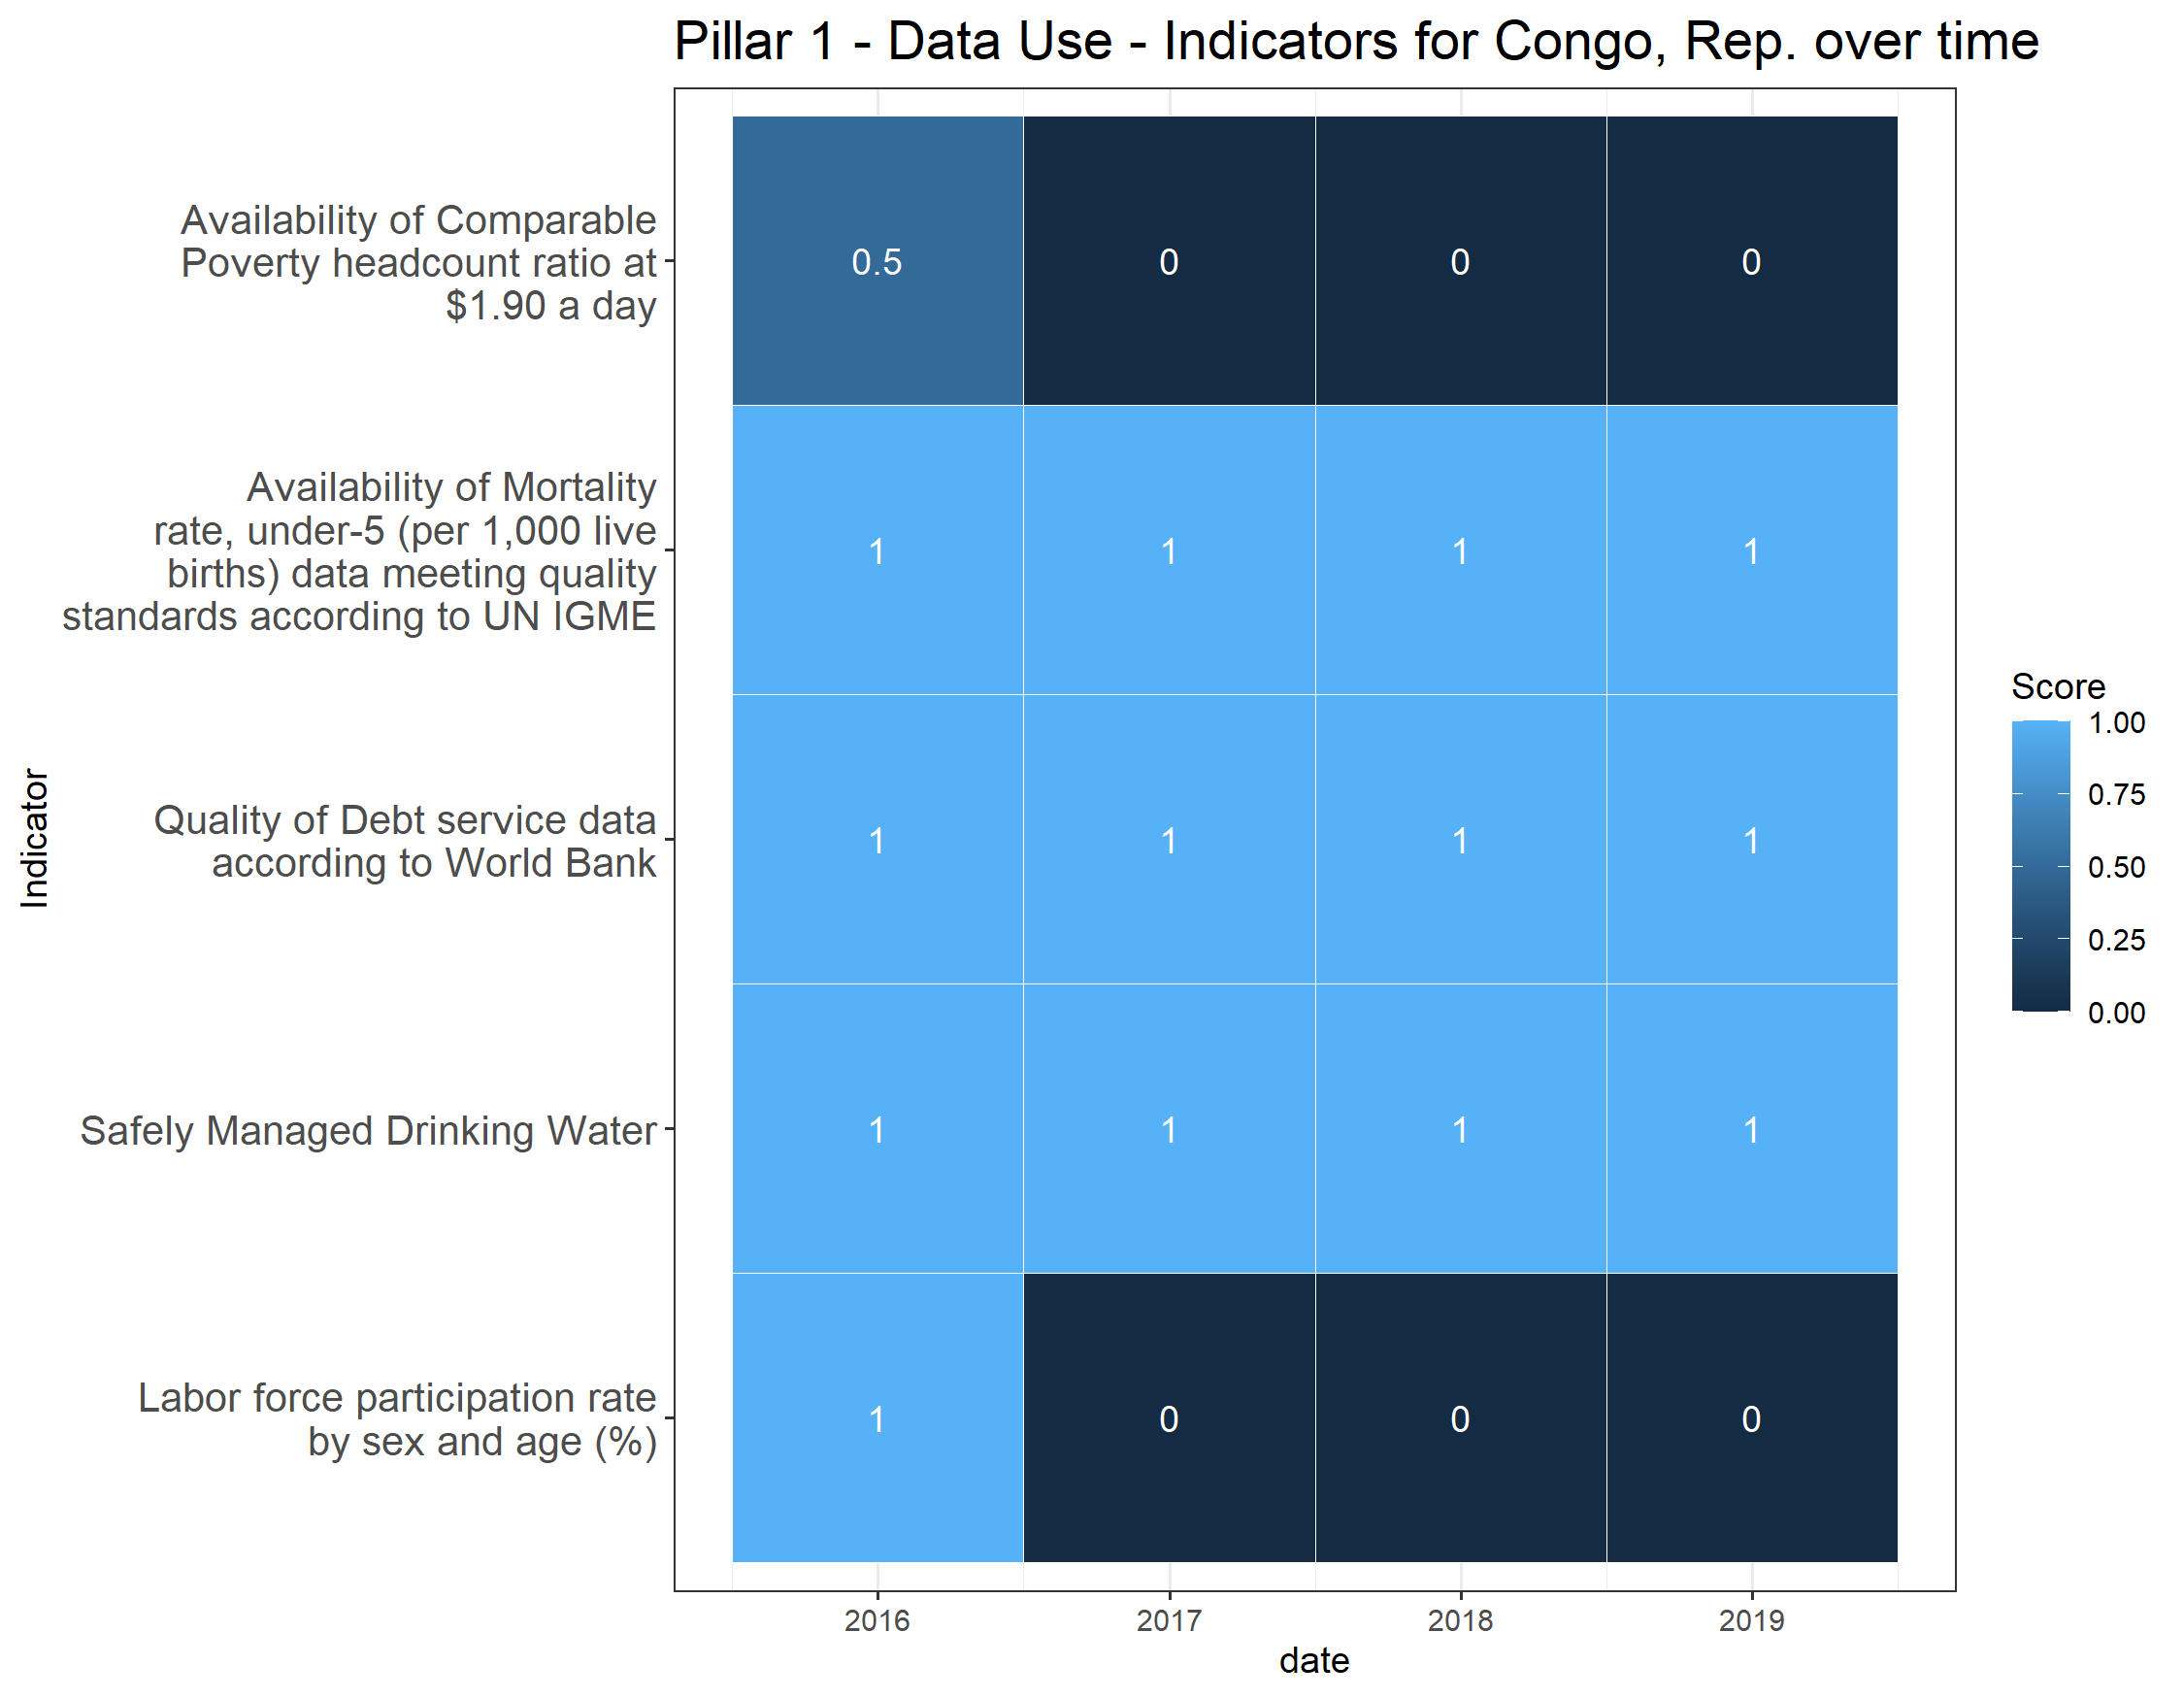 Pillar 1 - Data Use - Indicators for Congo, Rep. over time
Indicator
Availability of Comparable
Poverty headcount ratio at
$1.90 a day
0.5 0 0 0
Availability of Mortality
rate, under-5 (per 1,000 live
births) data meeting quality
standards according to UN IGME
1 1 1 1
Quality of Debt service data
according to World Bank
1 1 1 1
Safely Managed Drinking Water
1 1 1 1
Labor force participation rate
by sex and age (%)
1 0 0 0
2016 2017 2018 2019
date
Score
1.00
0.75
0.50
0.25
0.00